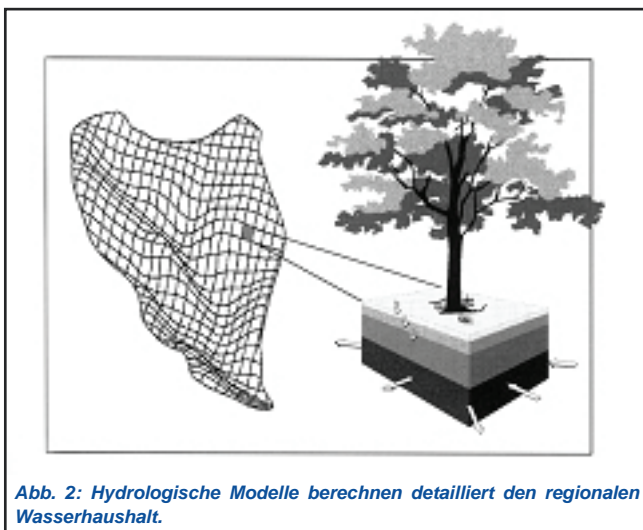 Abb. 2: Hydrologische Modelle berechnen detailliert den regionalen
Wasserhaushalt.